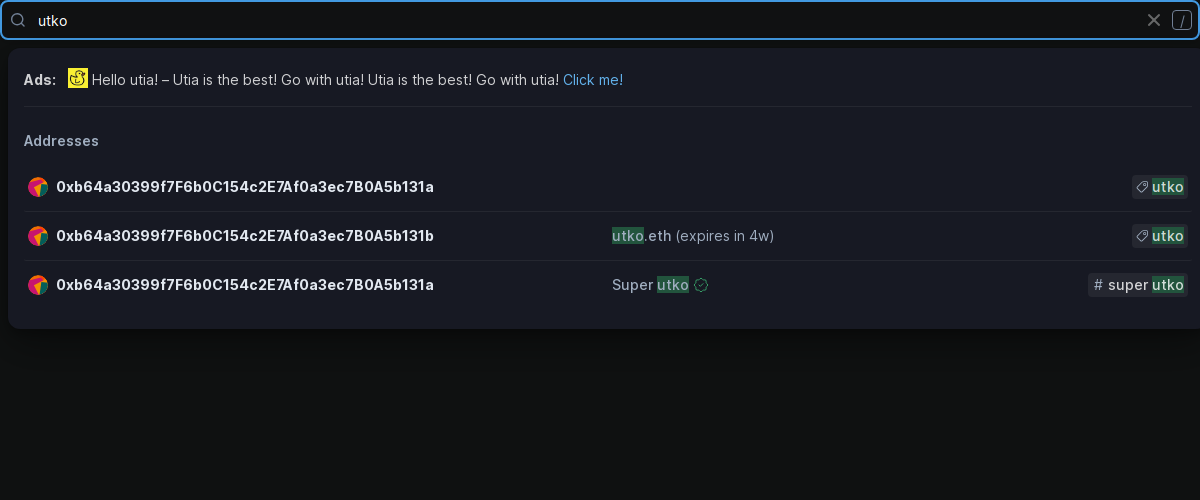 utko /
Ads: Hello utia! – Utia is the best! Go with utia! Utia is the best! Go with utia! Click me!
Addresses
0xb64a30399f7F6b0C154c2E7Af0a3ec7B0A5b131a utko
0xb64a30399f7F6b0C154c2E7Af0a3ec7B0A5b131b utko.eth (expires in 4w) utko
0xb64a30399f7F6b0C154c2E7Af0a3ec7B0A5b131a Super utko # super utko